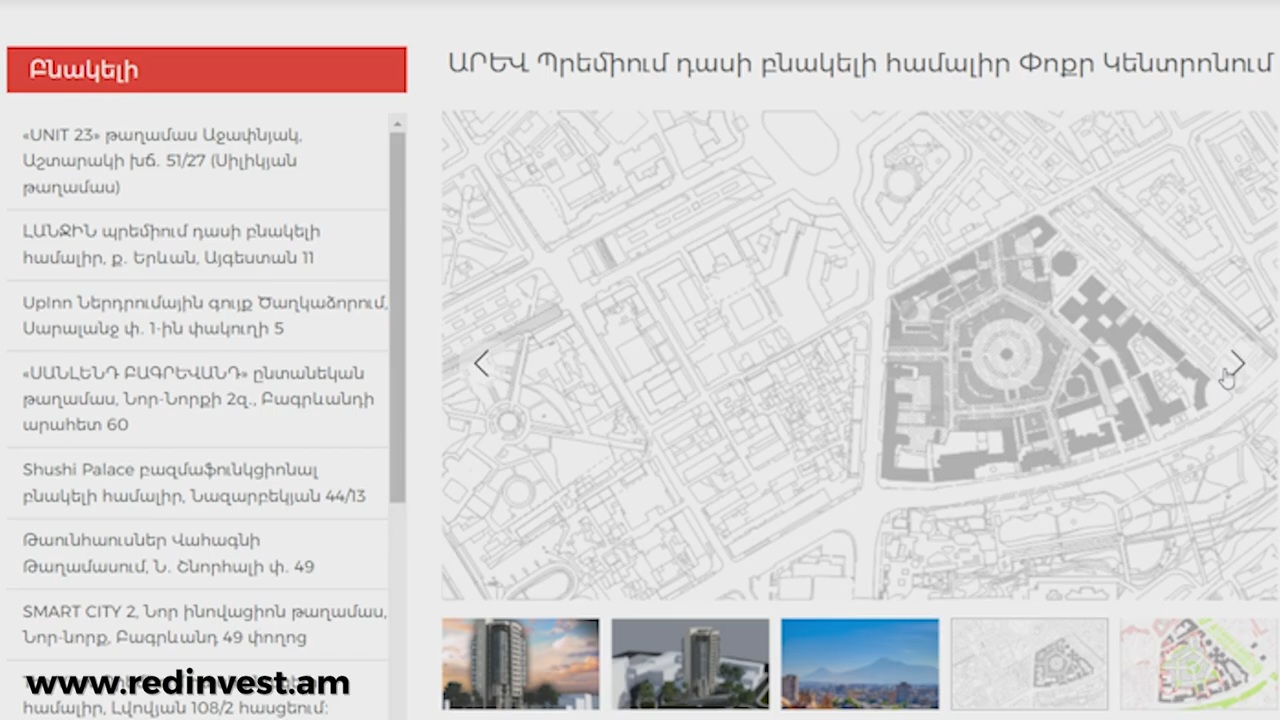 Բնակելի
ԱՐԵՎ Պրեմիում դասի բնակելի համալիր Փոքր Կենտրոնում
«UNIT 23» թաղամաս Աջափնյակ,
Աշտարակի խճ. 51/27 (Սիլիկյան
թաղամաս)
ԼԱՆՋԻՆ պրեմիում դասի բնակելի
համալիր, ք. Երևան, Այգեստան 11
UpInn Ներդրումային գույք Ծաղկաձորում,
Սարալանջ փ. 1-ին փակուղի 5
«ՍԱՆԼԵՆԴ ԲԱԳՐԵՎԱՆԴ» ընտանեկան
թաղամաս, Նոր-Նորքի 2զ., Բագրևանդի
արահետ 60
Shushi Palace բազմաֆունկցիոնալ
բնակելի համալիր, Նազարբեկյան 44/13
Թաունհաուսներ Վահագնի
Թաղամասում, Ն. Շնորհալի փ. 49
SMART CITY 2, Նոր ինովացիոն թաղամաս,
Նոր-նորք, Բագրևանդ 49 փողոց
www.redinvest.am
համալիր, Լվովյան 108/2 հասցեում: